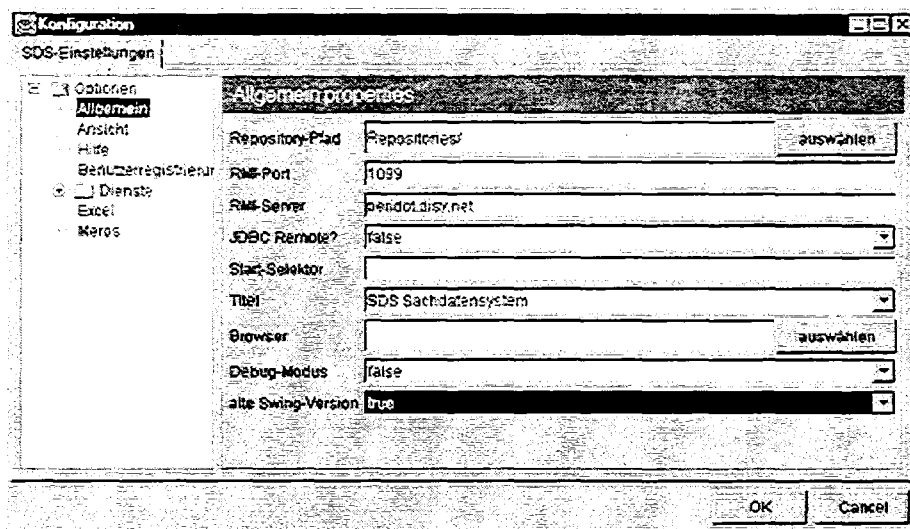 Konfiguration
SDS-Einstellungen
Optionen
Allgemein
Ansicht
Hilfe
Benutzerregistrierur
Dienste
Excel
Meros
Allgemein properties
Repository-Pfad Repositories/ auswählen
RMI-Port 1099
RMI-Server peridot.disy.net
JDBC Remote? false
Start-Selektor
Titel SDS Sachdatensystem
Browser auswählen
Debug-Modus false
alte Swing-Version true
OK Cancel